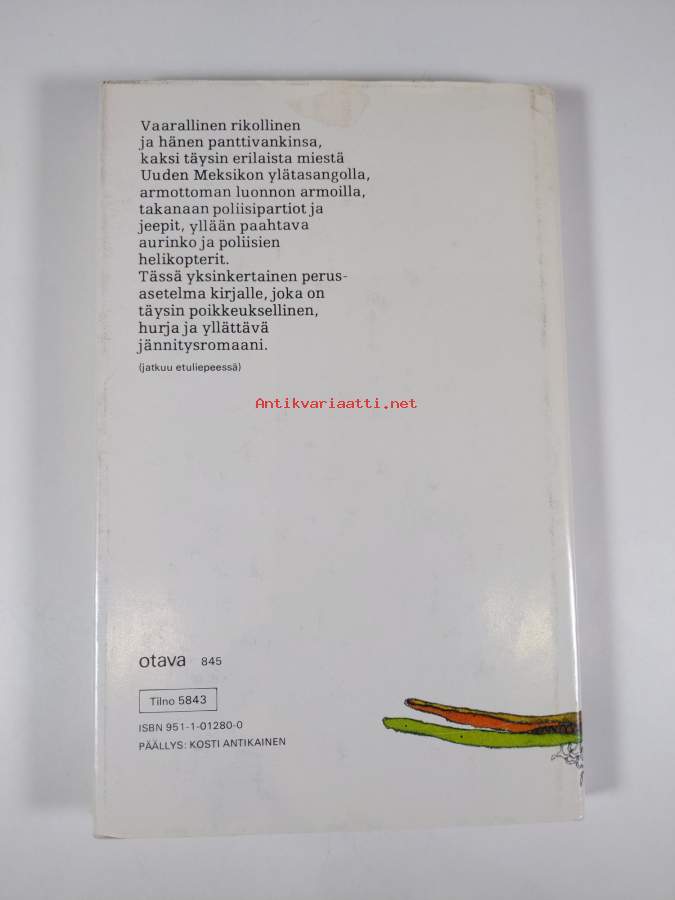 Vaarallinen rikollinen
ja hänen panttivankinsa,
kaksi täysin erilaista miestä
Uuden Meksikon ylätasangolla,
armottoman luonnon armoilla,
takanaan poliisipartiot ja
jeepit, yllään paahtava
aurinko ja poliisien
helikopterit.
Tässä yksinkertainen perus-
asetelma kirjalle, joka on
täysin poikkeuksellinen,
hurja ja yllättävä
jännitysromaani.
(jatkuu etuliepeessä)
Antikvariaatti.net
otava 845
Tilno 5843
ISBN 951-1-01280-0
PÄÄLLYS: KOSTI ANTIKAINEN